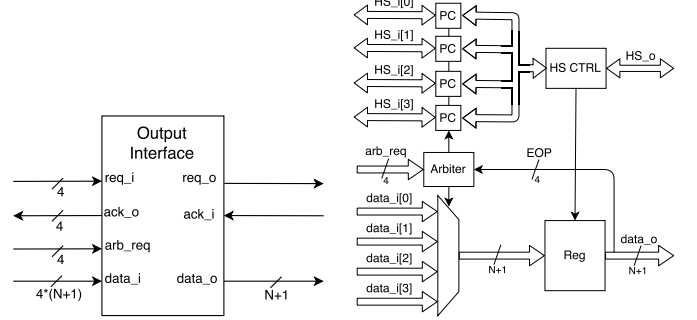 Output
Interface
req_i
req_o
4
ack_o
ack_i
4
arb_req
4
data_i
data_o
4*(N+1)
N+1
HS_i[0]
PC
HS_i[1]
PC
HS_i[2]
PC
HS_i[3]
PC
HS CTRL
HS_o
arb_req
4
Arbiter
EOP
4
data_i[0]
data_i[1]
data_i[2]
data_i[3]
N+1
Reg
data_o
N+1